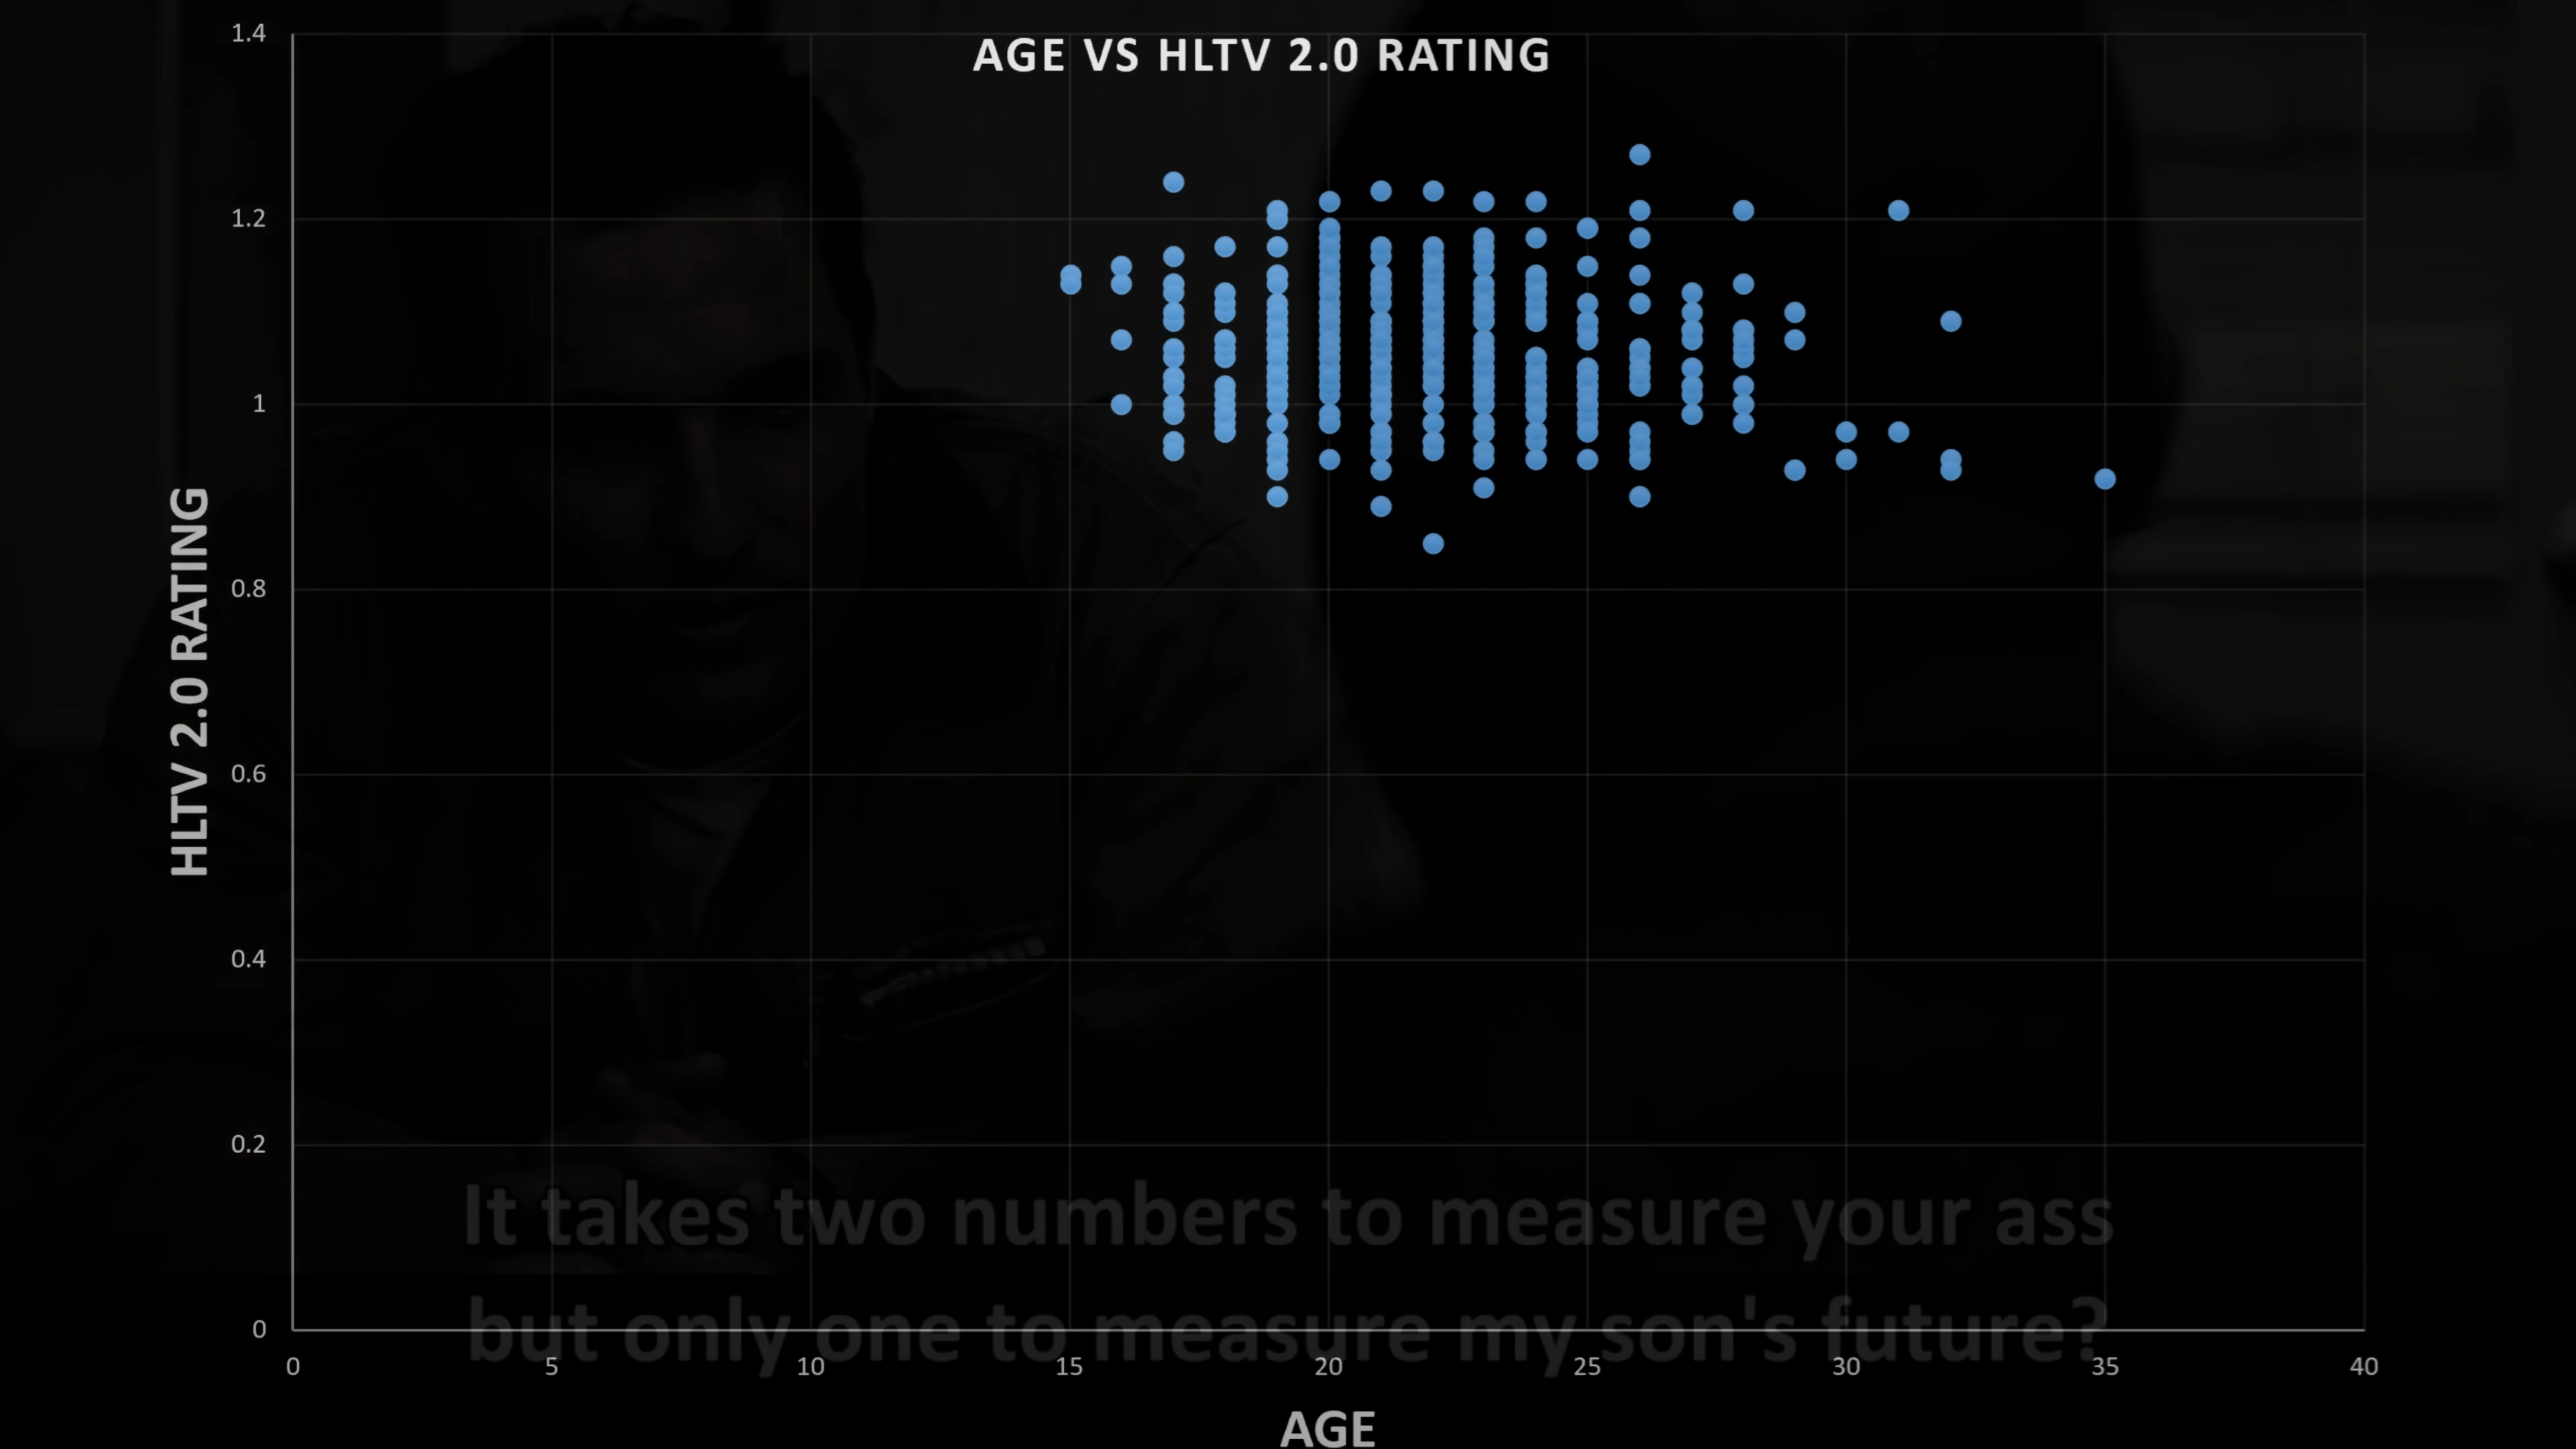 AGE VS HLTV 2.0 RATING
HLTV 2.0 RATING
1.4
1.2
1
0.8
0.6
0.4
0.2
0
It takes two numbers to measure your ass
but only one to measure my son's future?
0 5 10 15 20 25 30 35 40
AGE